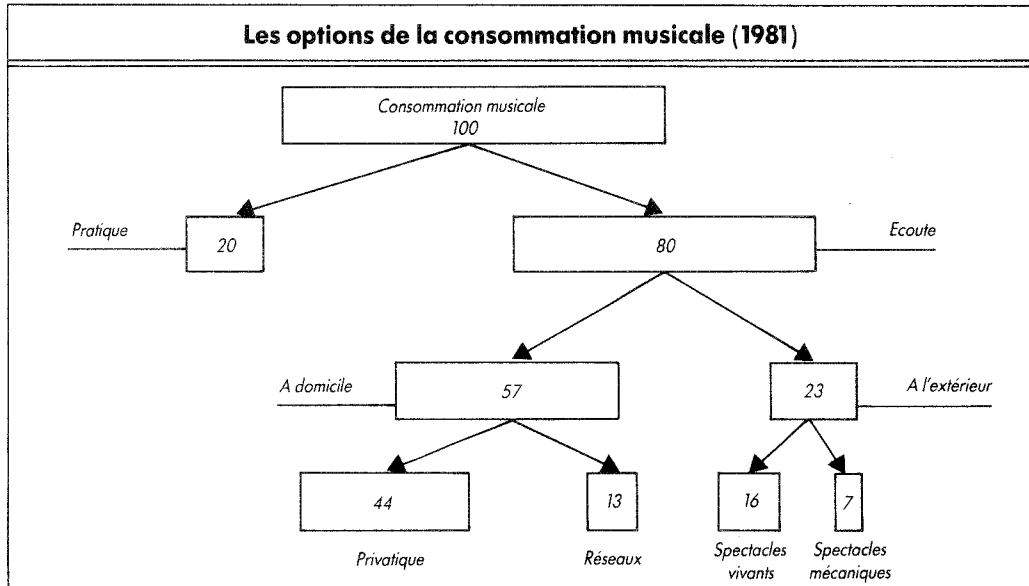 Les options de la consommation musicale (1981)
Consommation musicale
100
Pratique
20
80
Ecoute
A domicile
57
23
A l'extérieur
44
13
16
7
Privatique
Réseaux
Spectacles
vivants
Spectacles
mécaniques